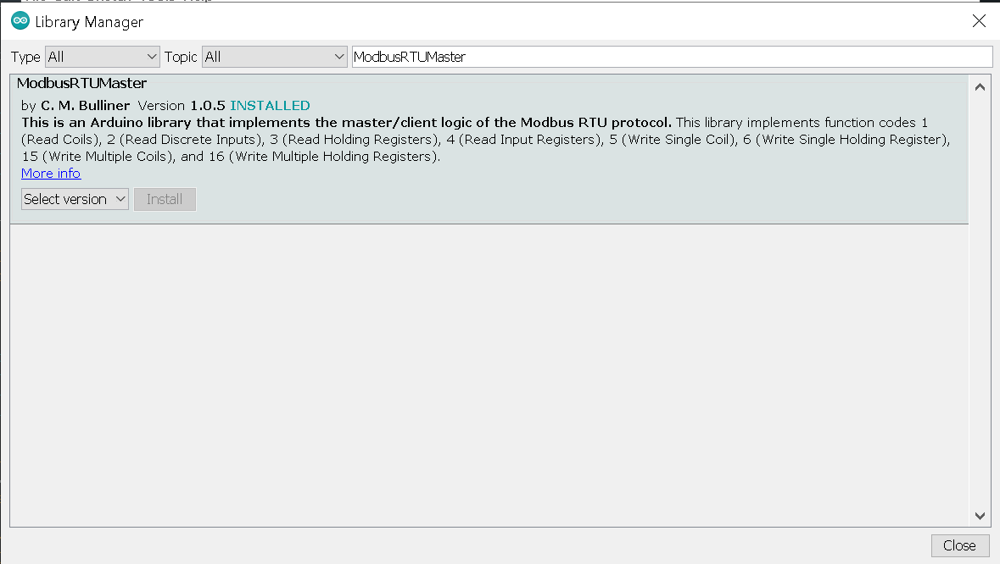 Library Manager
Type All Topic All ModbusRTUMaster
ModbusRTUMaster
by C. M. Bulliner Version 1.0.5 INSTALLED
This is an Arduino library that implements the master/client logic of the Modbus RTU protocol. This library implements function codes 1
(Read Coils), 2 (Read Discrete Inputs), 3 (Read Holding Registers), 4 (Read Input Registers), 5 (Write Single Coil), 6 (Write Single Holding Register),
15 (Write Multiple Coils), and 16 (Write Multiple Holding Registers).
More info
Select version Install
Close